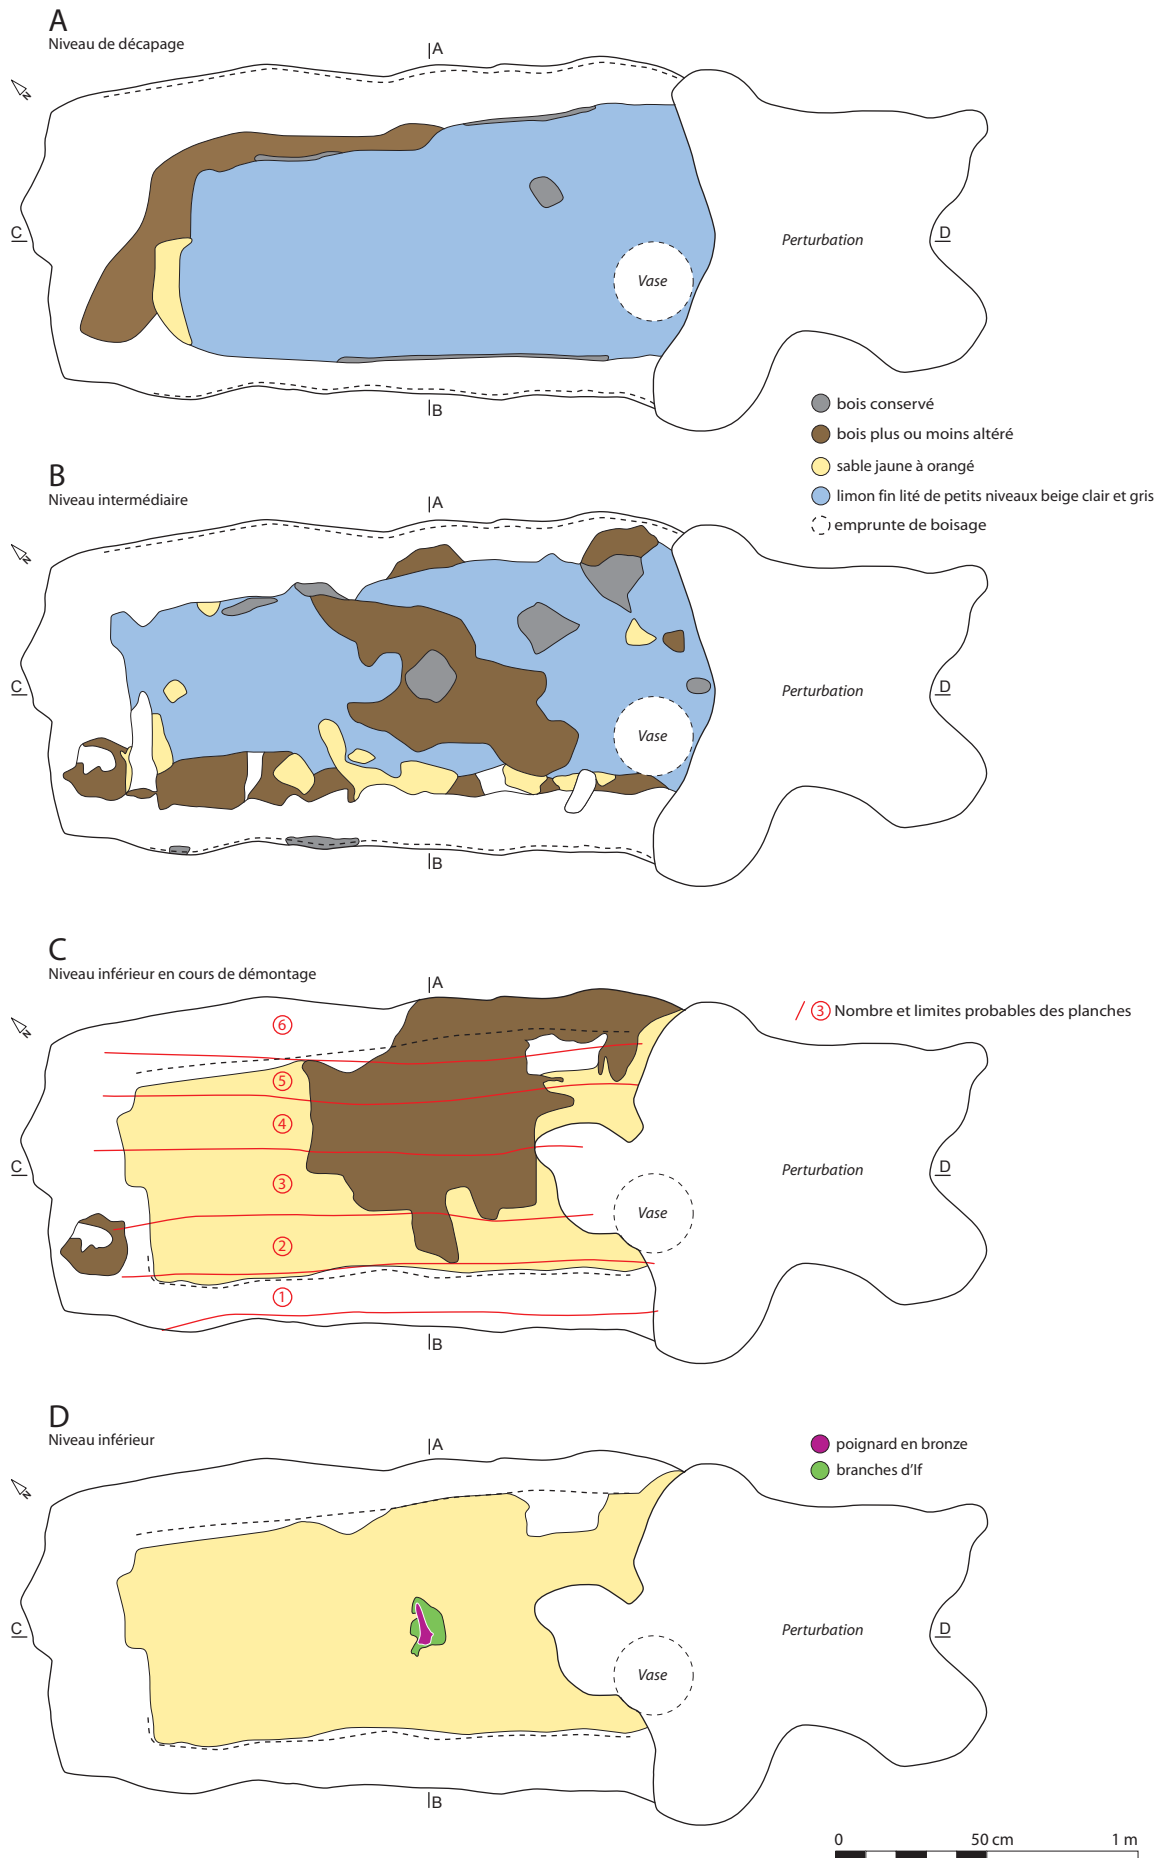 A
Niveau de décapage
A
N
C
Vase
Perturbation
D
B
bois conservé
bois plus ou moins altéré
sable jaune à orangé
limon fin lité de petits niveaux beige clair et gris
emprunte de boisage
B
Niveau intermédiaire
A
N
C
Vase
Perturbation
D
B
C
Niveau inférieur en cours de démontage
A
N
3 Nombre et limites probables des planches
6
5
4
3
2
1
C
Vase
Perturbation
D
B
D
Niveau inférieur
A
N
poignard en bronze
branches d'If
C
Vase
Perturbation
D
B
0 50 cm 1 m